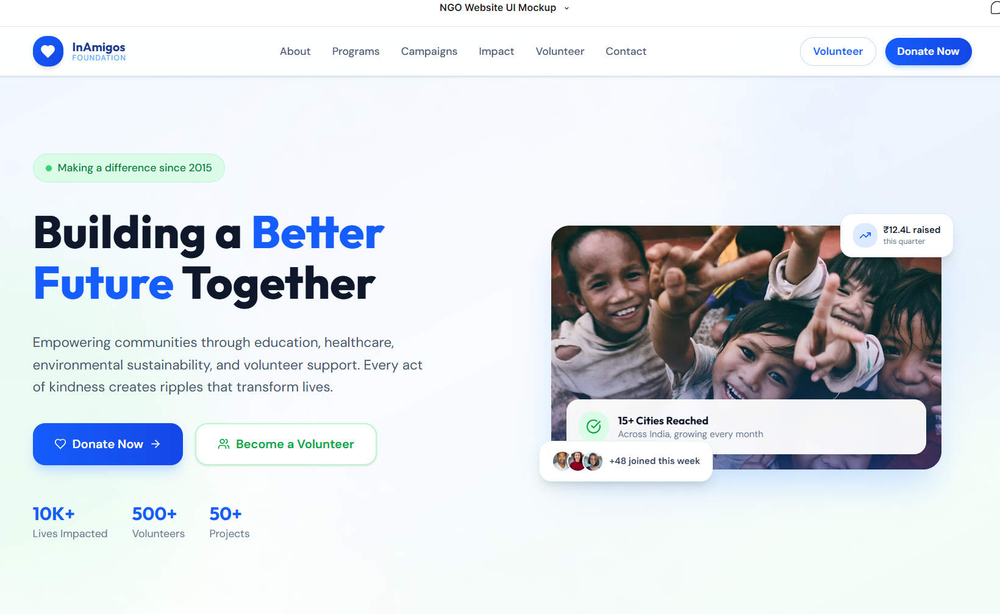 NGO Website UI Mockup
InAmigos
FOUNDATION
About
Programs
Campaigns
Impact
Volunteer
Contact
Volunteer
Donate Now
Making a difference since 2015
Building a Better
Future Together
Empowering communities through education, healthcare,
environmental sustainability, and volunteer support. Every act
of kindness creates ripples that transform lives.
Donate Now
Become a Volunteer
10K+
Lives Impacted
500+
Volunteers
50+
Projects
₹12.4L raised
this quarter
15+ Cities Reached
Across India, growing every month
+48 joined this week